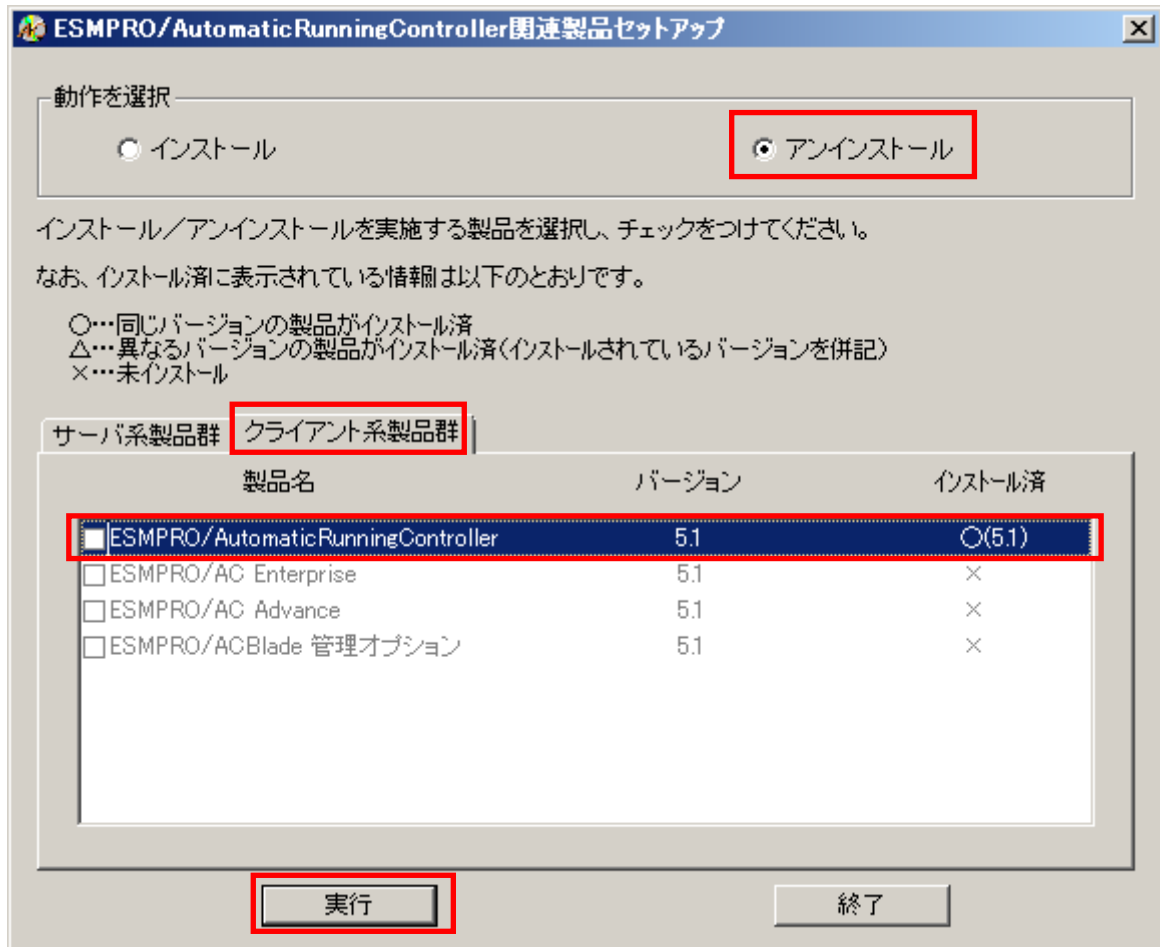 ESMPRO/AutomaticRunningController関連製品セットアップ
動作を選択
インストール
アンインストール
インストール／アンインストールを実施する製品を選択し、チェックをつけてください。
なお、インストール済に表示されている情報は以下のとおりです。
○…同じバージョンの製品がインストール済
△…異なるバージョンの製品がインストール済(インストールされているバージョンを併記)
×…未インストール
サーバ系製品群 クライアント系製品群
製品名 バージョン インストール済
ESMPRO/AutomaticRunningController 5.1 ○(5.1)
ESMPRO/AC Enterprise 5.1 ×
ESMPRO/AC Advance 5.1 ×
ESMPRO/ACBlade 管理オプション 5.1 ×
実行 終了